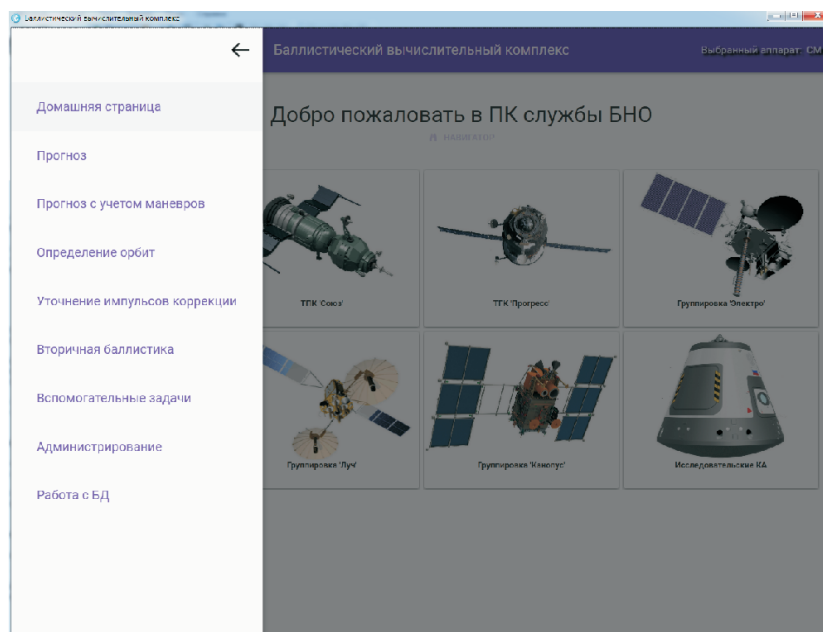 Баллистический вычислительный комплекс
Баллистический вычислительный комплекс
Выбранный аппарат: СМ
Домашняя страница
Прогноз
Прогноз с учетом маневров
Определение орбит
Уточнение импульсов коррекции
Вторичная баллистика
Вспомогательные задачи
Администрирование
Работа с БД
Добро пожаловать в ПК службы БНО
ТПК 'Союз'
ТГК 'Прогресс'
Группировка 'Электро'
Группировка 'Луч'
Группировка 'Канопус'
Исследовательские КА